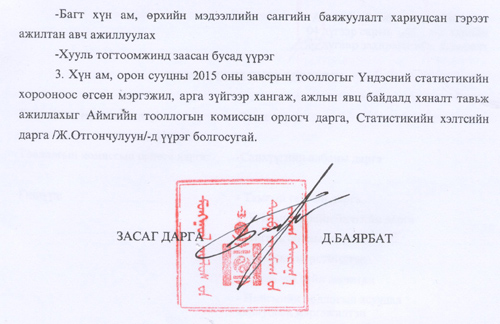 -Багт хүн ам, өрхийн мэдээллийн сангийн баяжуулалт хариуцсан гэрээт
ажилтан авч ажиллуулах
-Хууль тогтоомжинд заасан бусад үүрэг
3. Хүн ам, орон сууцны 2015 оны завсрын тооллогыг Үндэсний статистикийн
хорооноос өгсөн мэргэжил, арга зүйгээр хангаж, ажлын явц байдалд хяналт тавьж
ажиллахыг Аймгийн тооллогын комиссын орлогч дарга, Статистикийн хэлтсийн
дарга /Ж.Отгончулуун/-д үүрэг болгосугай.
ЗАСАГ ДАРГА Д.БАЯРБАТ